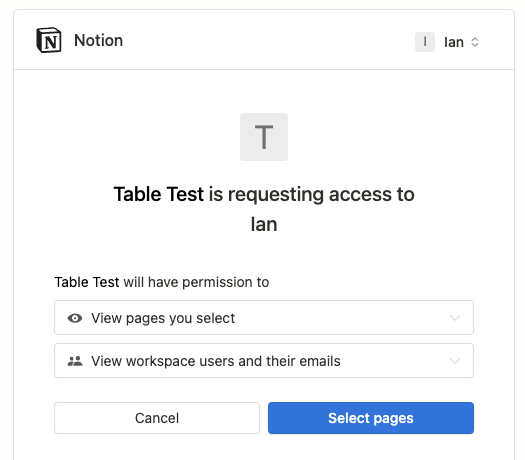 Notion
I Ian
T
Table Test is requesting access to
Ian
Table Test will have permission to
View pages you select
View workspace users and their emails
Cancel Select pages